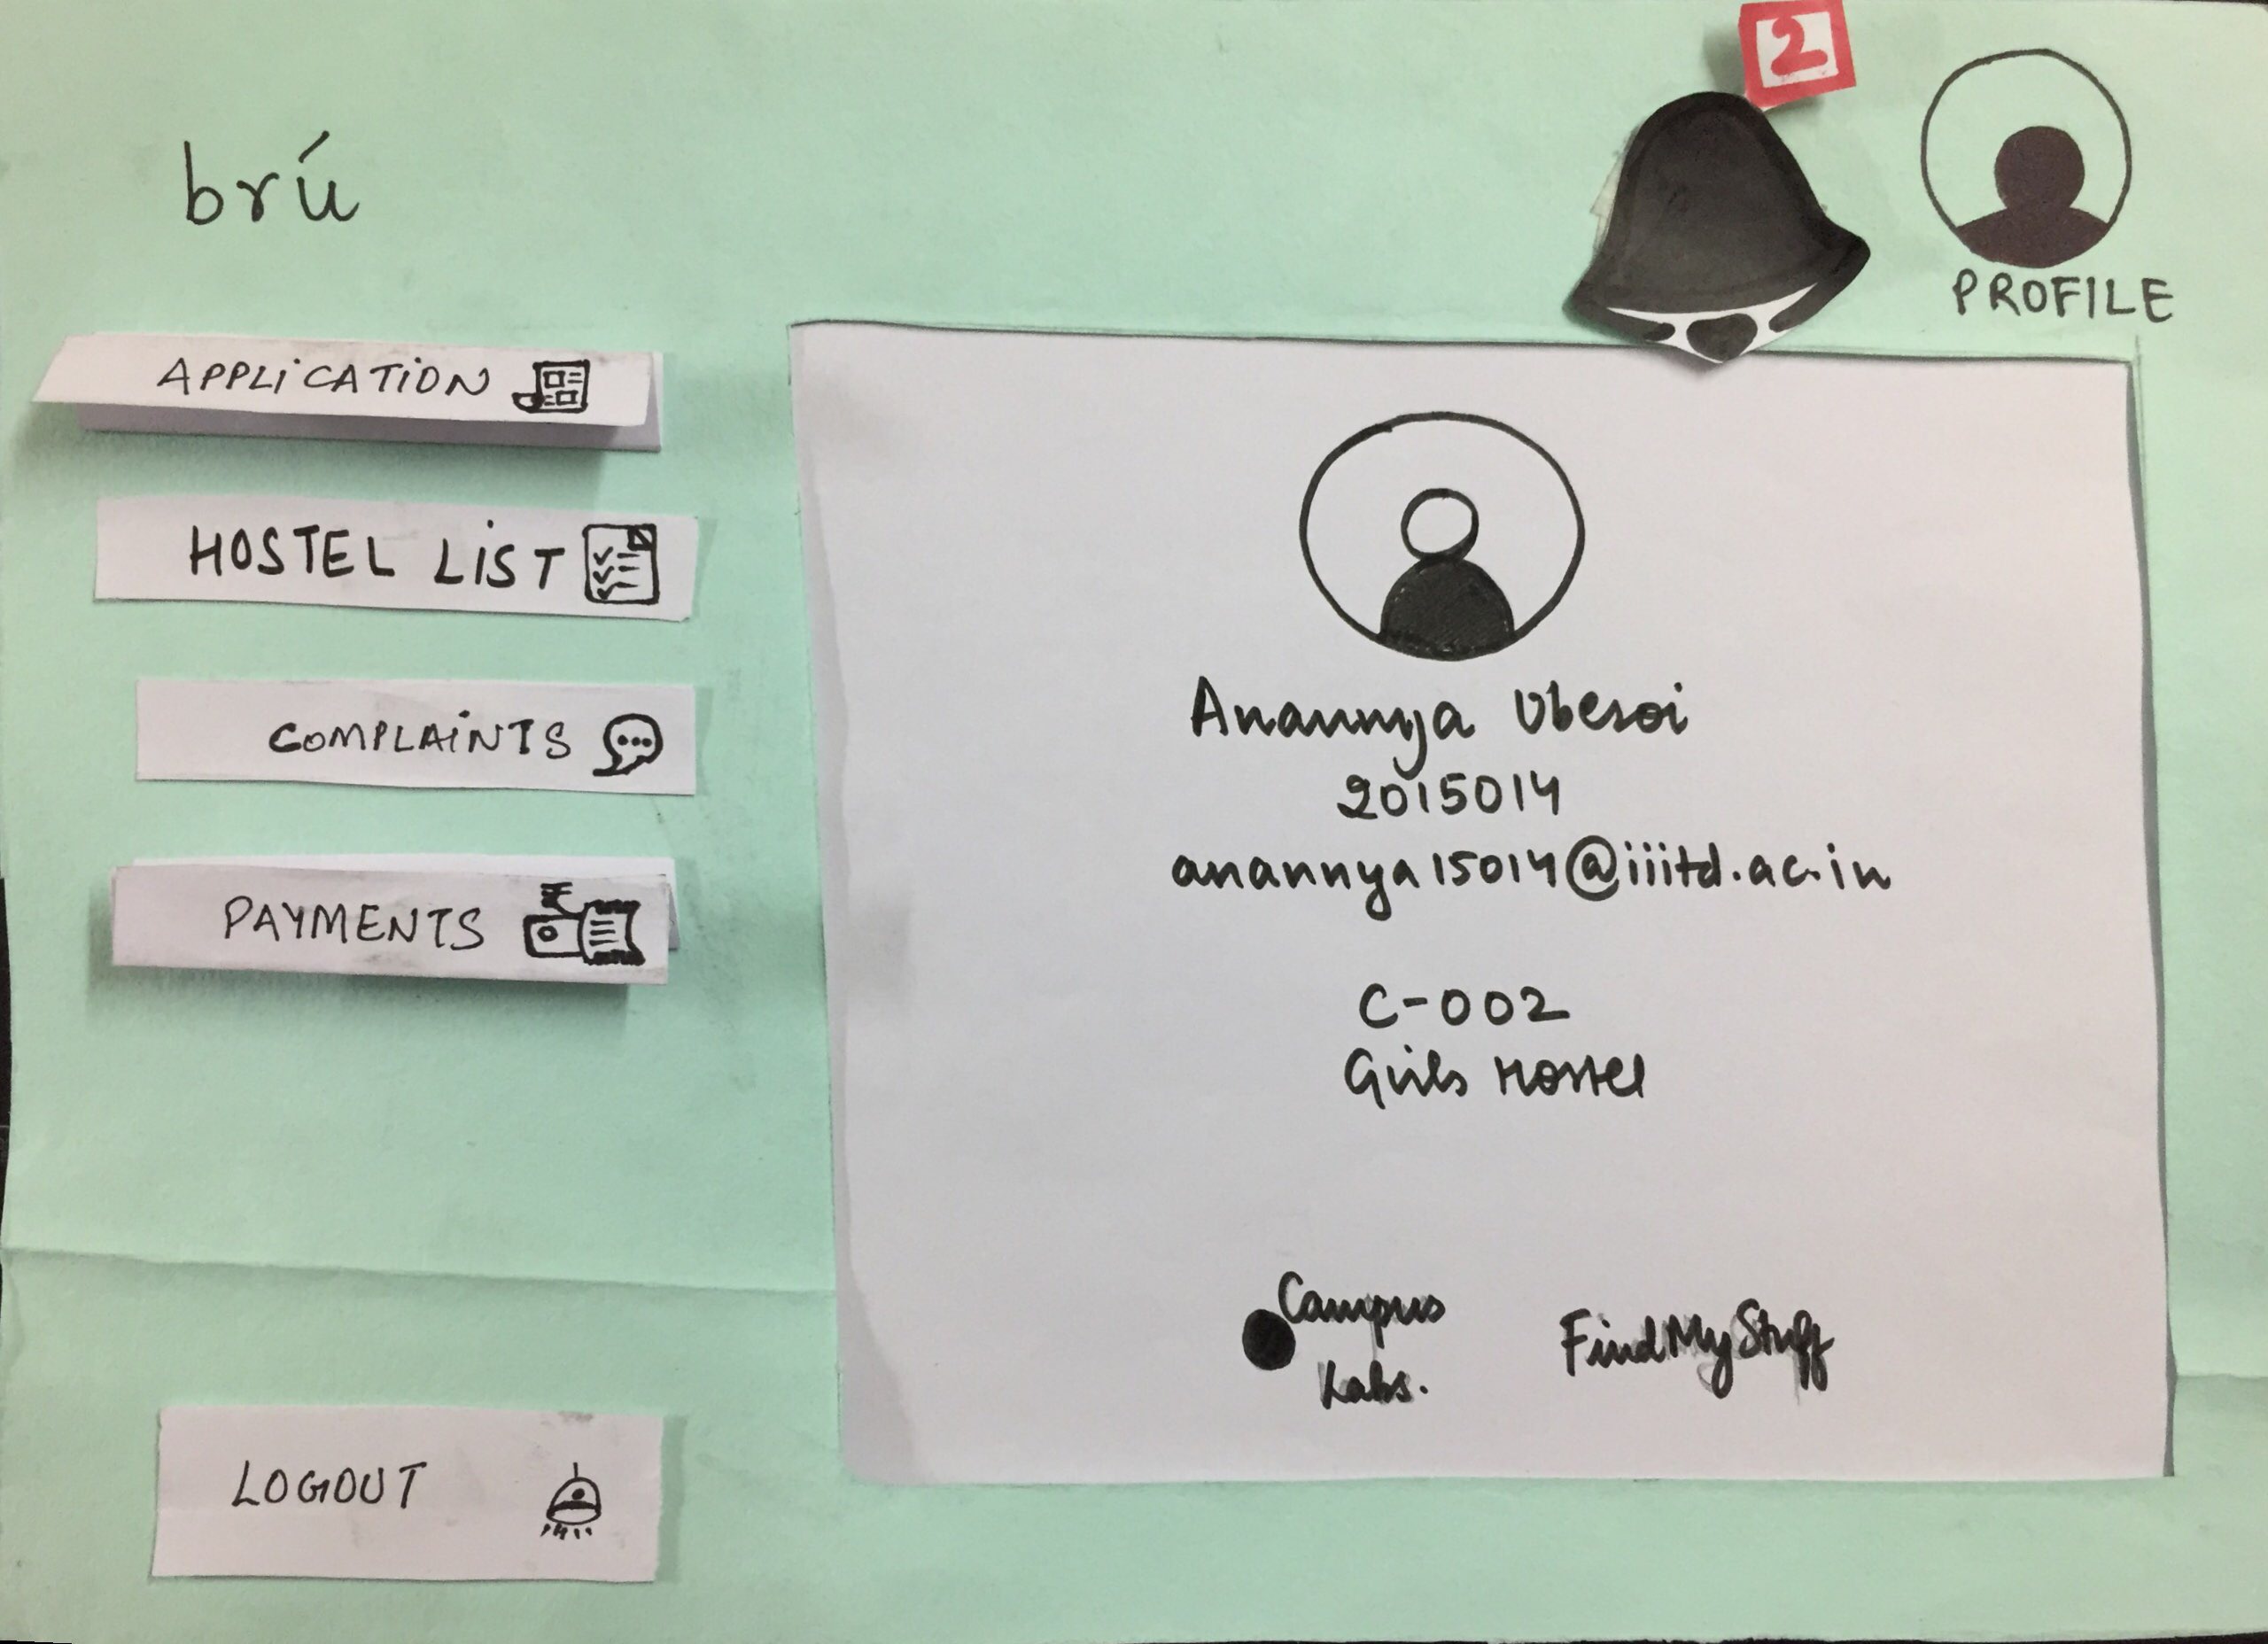 2
brú
PROFILE
APPLICATION
HOSTEL LIST
COMPLAINTS
PAYMENTS
LOGOUT
Anannya Uberoi
2015014
anannya15014@iiitd.ac.in
C-002
Girls Hostel
Campus
Labs.
FindMyStuff